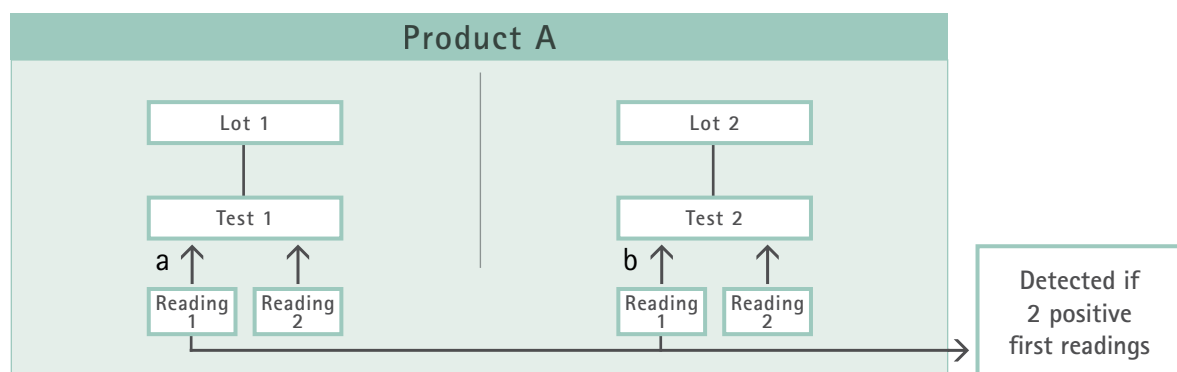 Product A
Lot 1
Lot 2
Test 1
Test 2
a
b
Reading
1
Reading
2
Reading
1
Reading
2
Detected if
2 positive
first readings